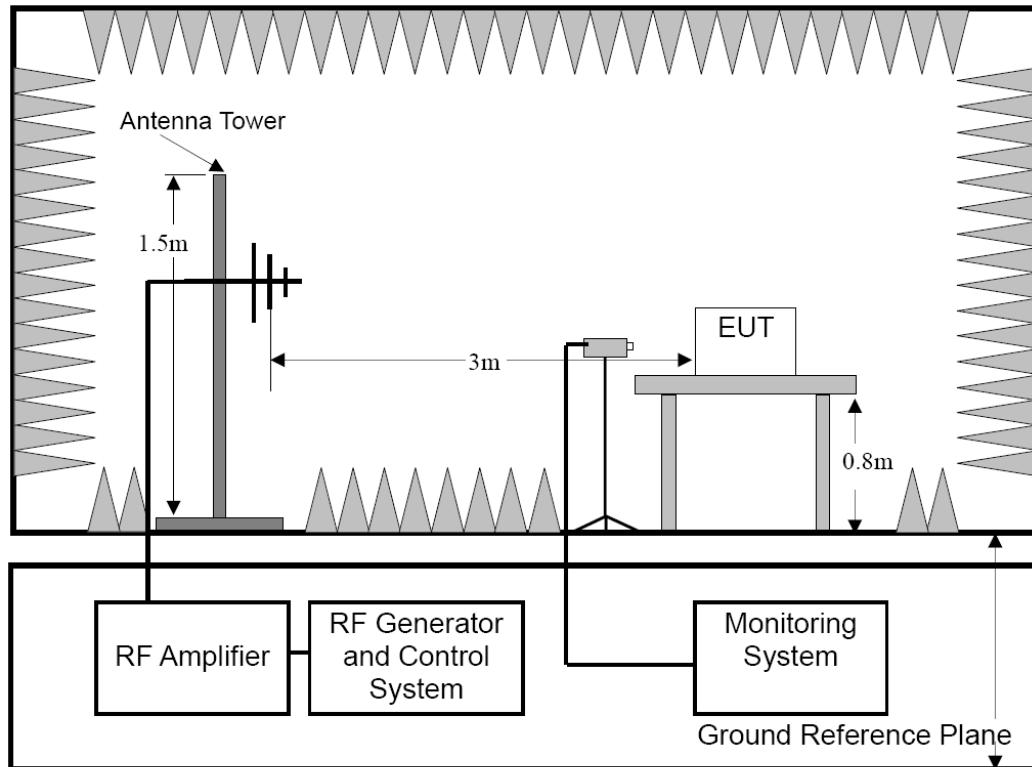 Antenna Tower
1.5m
EUT
3m
0.8m
RF Amplifier
RF Generator
and Control
System
Monitoring
System
Ground Reference Plane